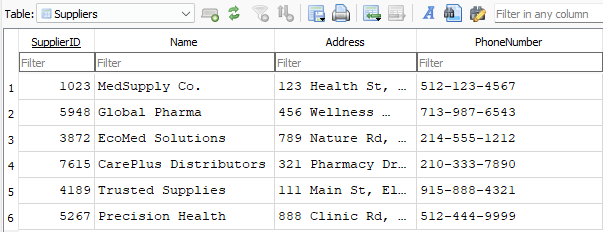 Table: Suppliers Filter in any column
SupplierID Name Address PhoneNumber
Filter Filter Filter Filter
1 1023 MedSupply Co. 123 Health St, … 512-123-4567
2 5948 Global Pharma 456 Wellness … 713-987-6543
3 3872 EcoMed Solutions 789 Nature Rd, … 214-555-1212
4 7615 CarePlus Distributors 321 Pharmacy Dr… 210-333-7890
5 4189 Trusted Supplies 111 Main St, El… 915-888-4321
6 5267 Precision Health 888 Clinic Rd, … 512-444-9999